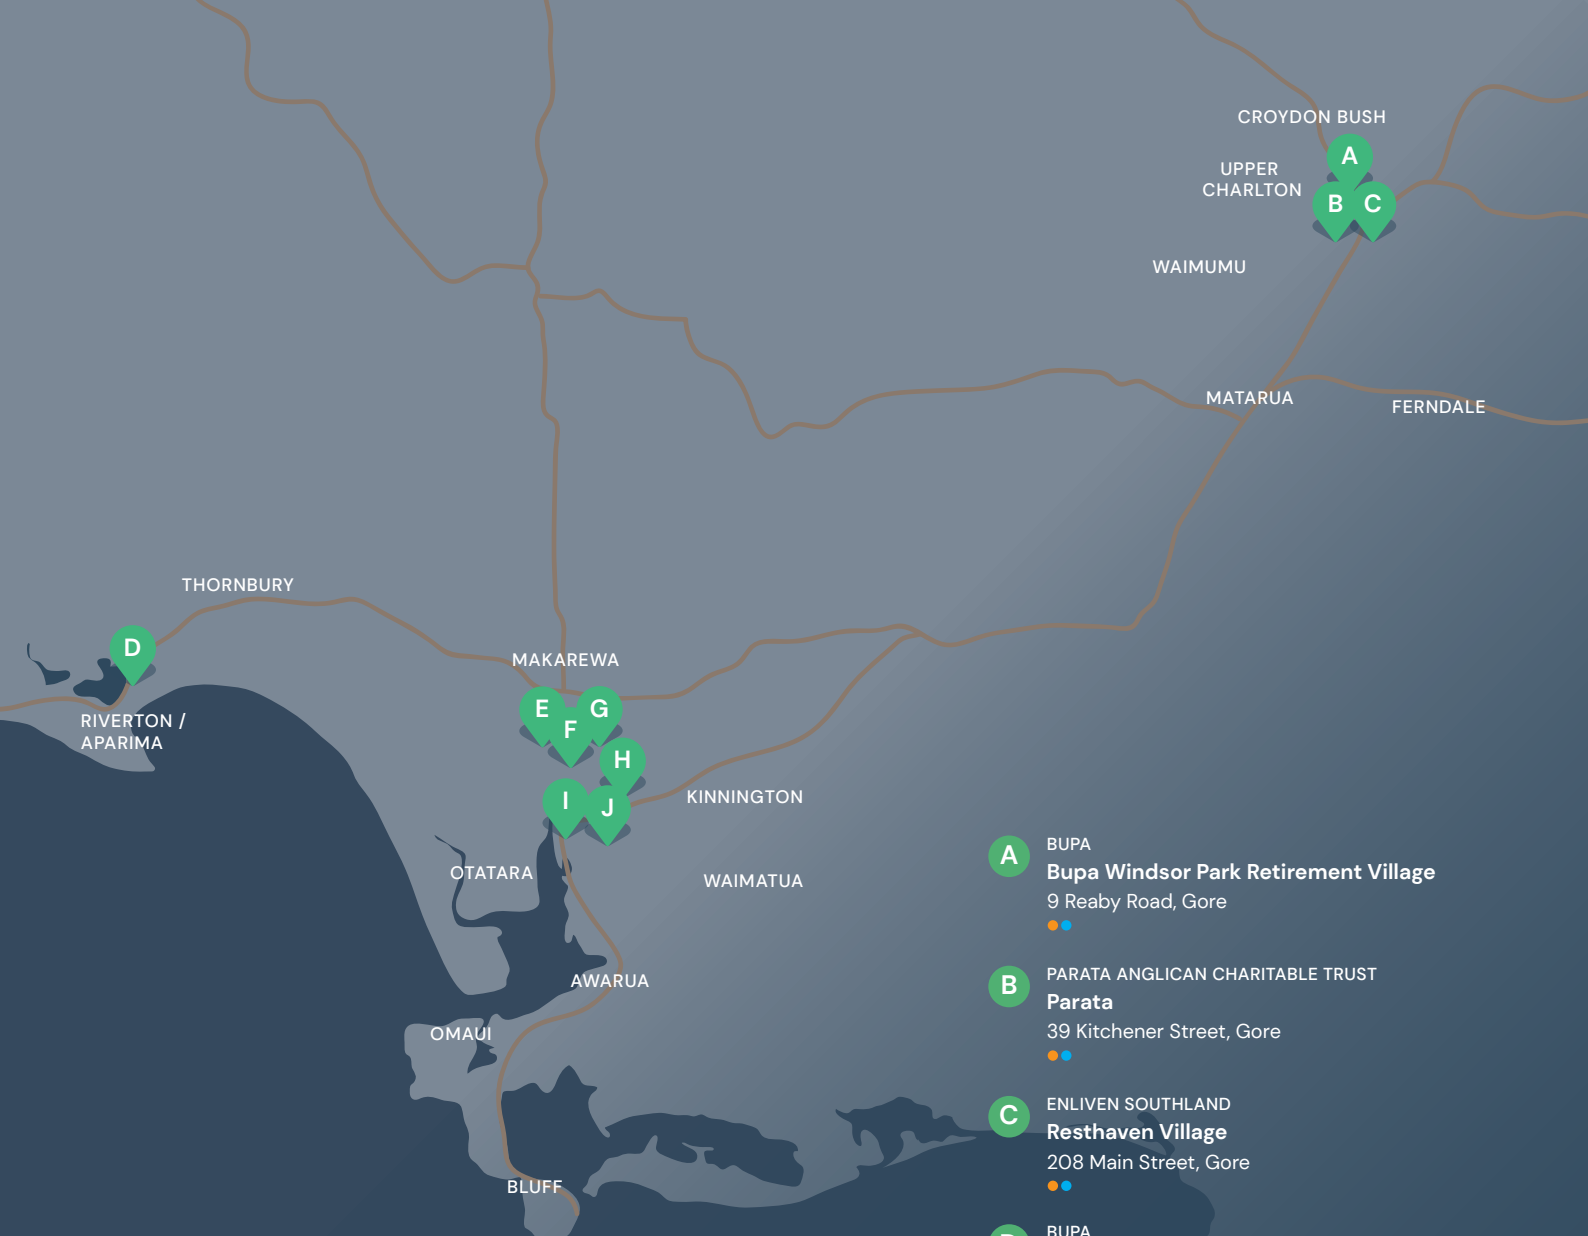 CROYDON BUSH
A
UPPER
CHARLTON
B
C
WAIMUMU
MATARUA
FERNDALE
THORNBURY
D
MAKAREWA
RIVERTON /
APARIMA
E
G
F
H
I
J
KINNINGTON
OTATARA
WAIMATUA
AWARUA
OMAUI
BLUFF
A
BUPA
Bupa Windsor Park Retirement Village
9 Reaby Road, Gore
B
PARATA ANGLICAN CHARITABLE TRUST
Parata
39 Kitchener Street, Gore
C
ENLIVEN SOUTHLAND
Resthaven Village
208 Main Street, Gore
D
BUPA